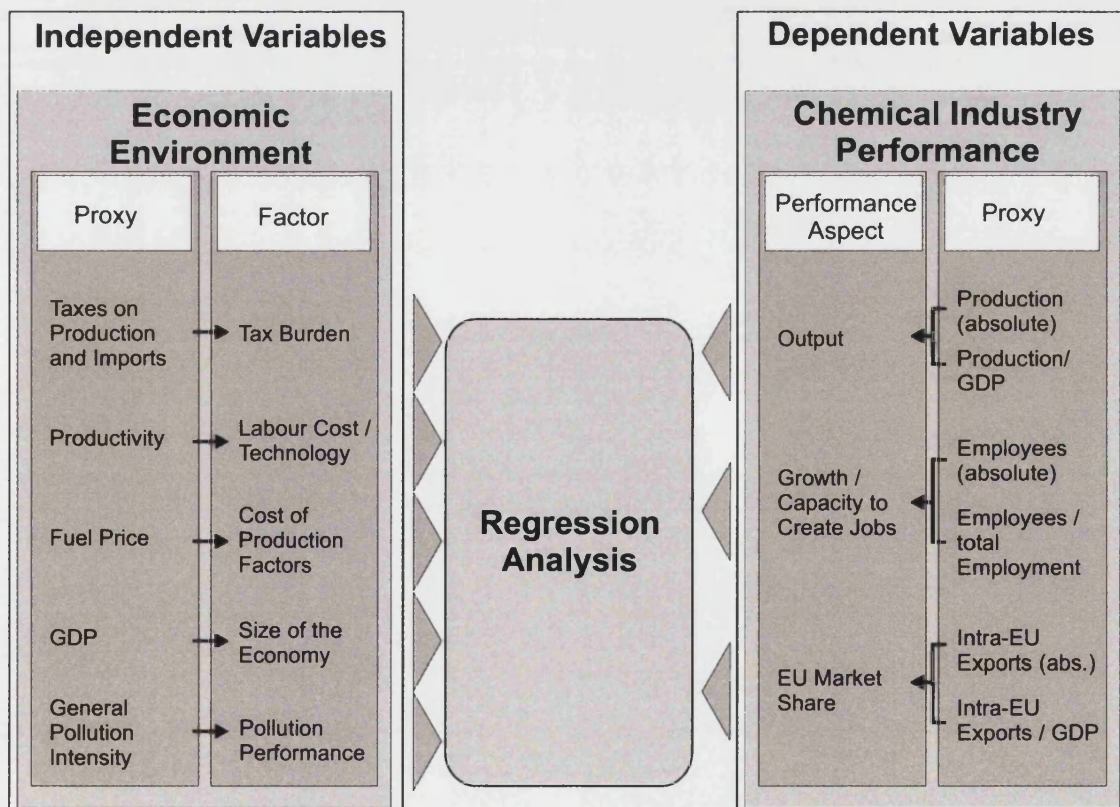 Independent Variables
Economic
Environment
Proxy
Factor
Taxes on
Production
and Imports
Tax Burden
Productivity
Labour Cost /
Technology
Fuel Price
Cost of
Production
Factors
GDP
Size of the
Economy
General
Pollution
Intensity
Pollution
Performance
Regression
Analysis
Dependent Variables
Chemical Industry
Performance
Performance
Aspect
Proxy
Output
Production
(absolute)
Production/
GDP
Growth /
Capacity to
Create Jobs
Employees
(absolute)
Employees /
total
Employment
EU Market
Share
Intra-EU
Exports (abs.)
Intra-EU
Exports / GDP